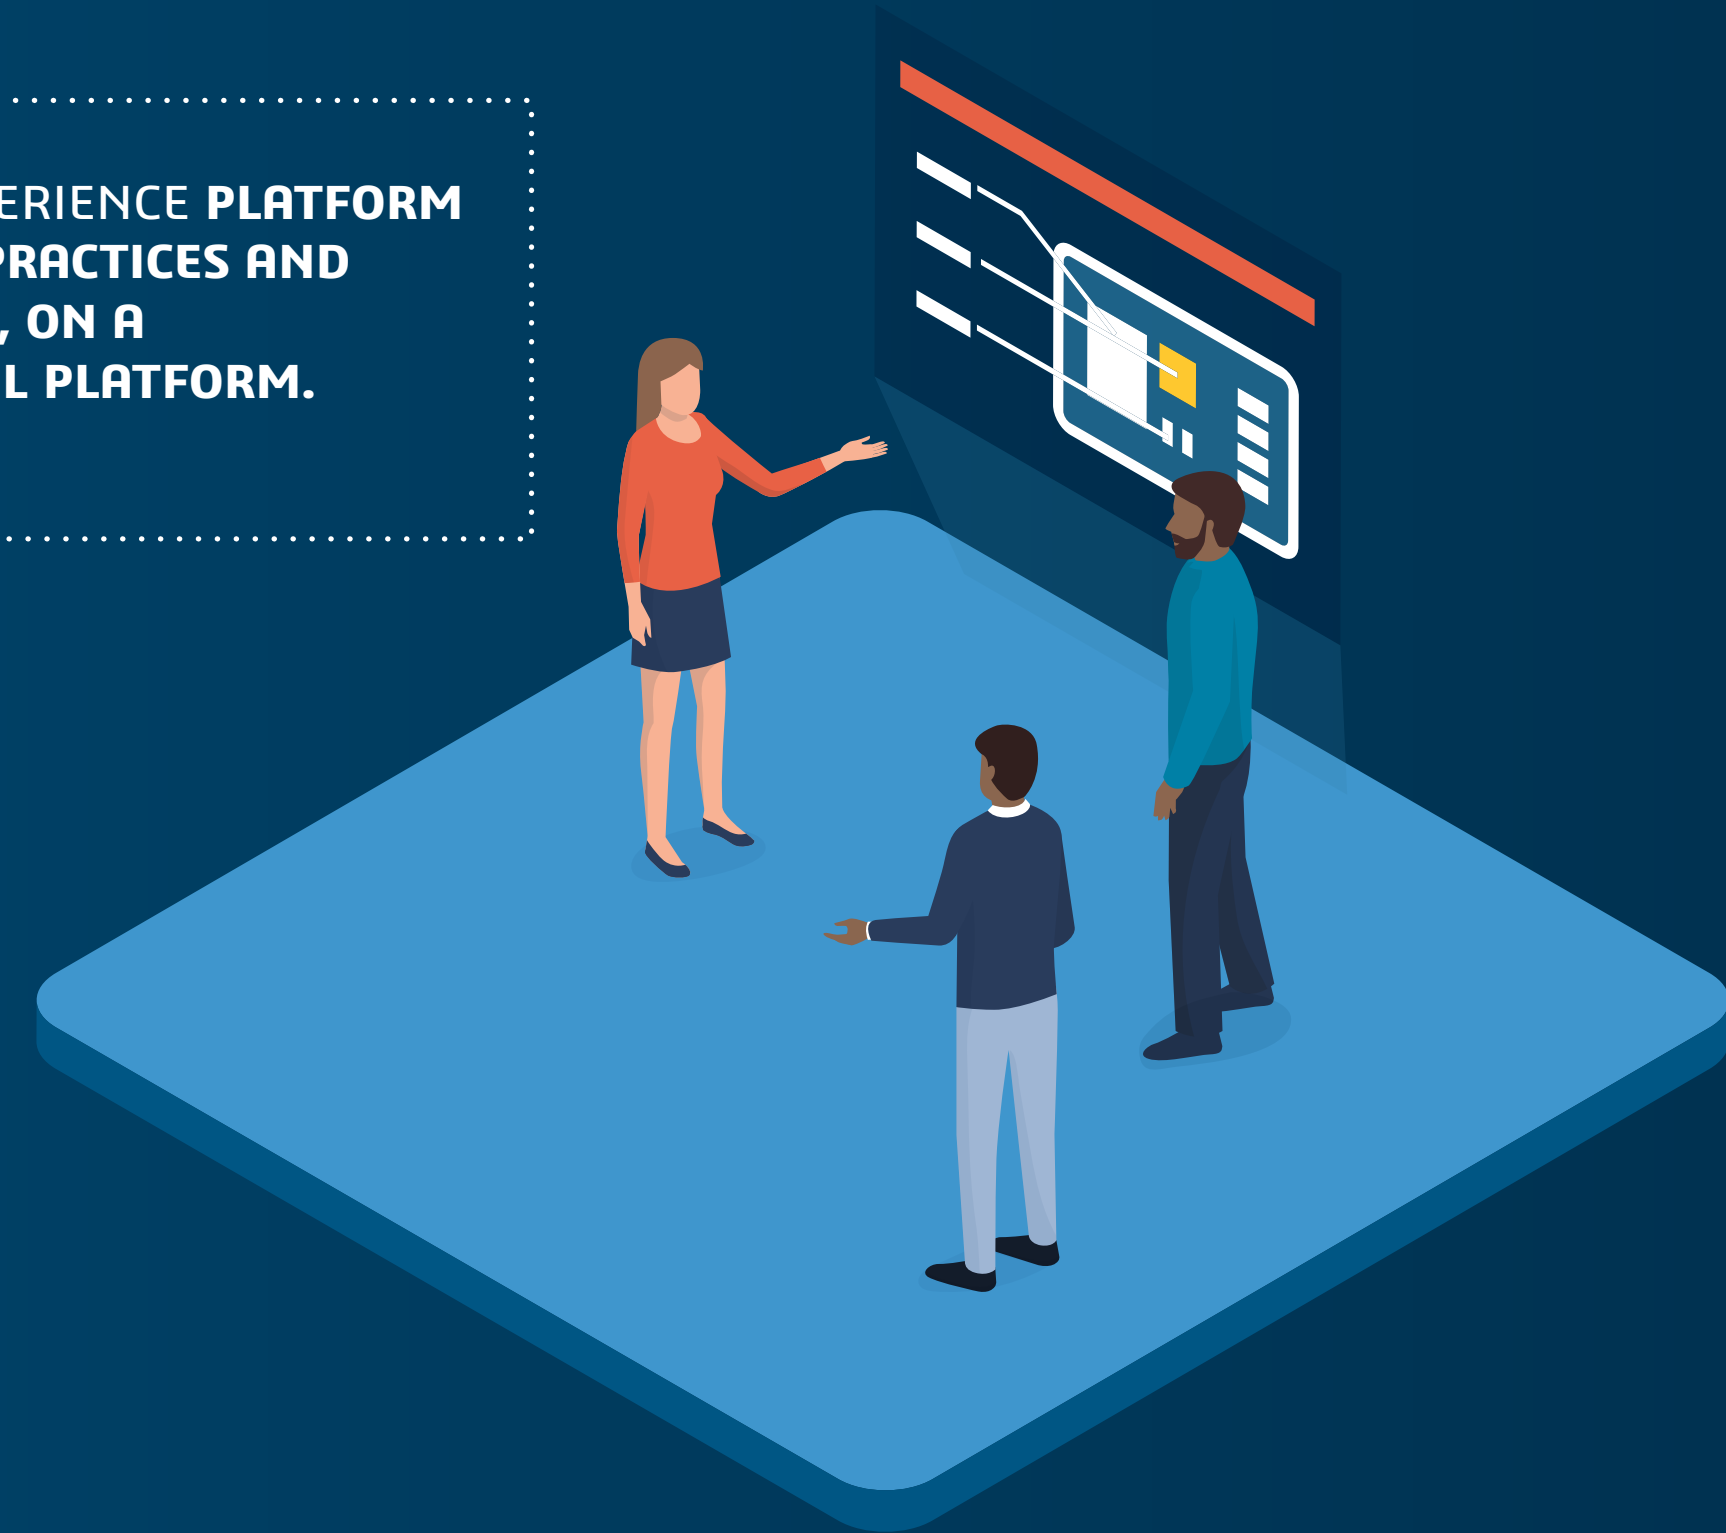 ERIENCE PLATFORM
PRACTICES AND
, ON A
L PLATFORM.